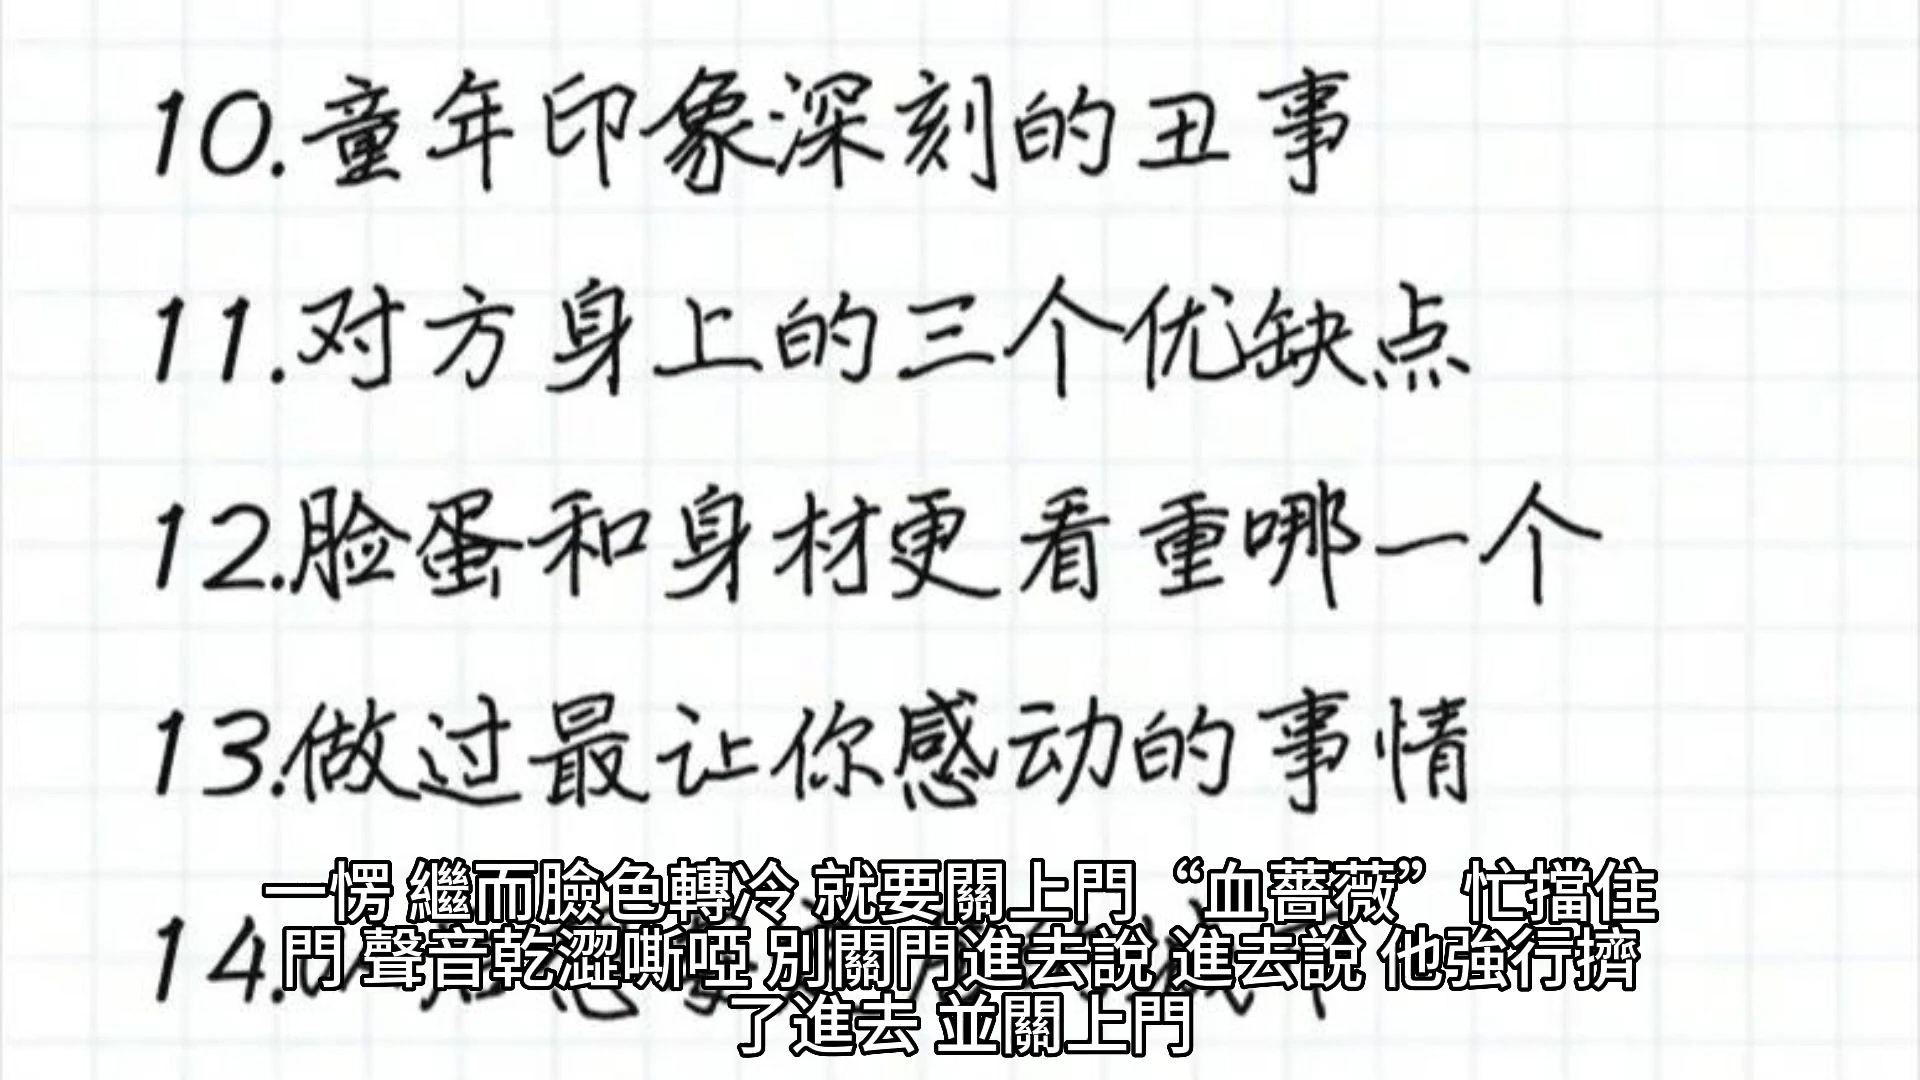 10.童年印象深刻的丑事
11.对方身上的三个优缺点
12.脸蛋和身材更看重哪一个
13.做过最让你感动的事情
14.
一愣 繼而臉色轉冷 就要關上門“血薔薇”忙擋住
門 聲音乾澀嘶啞 別關門進去說 進去說 他強行擠
了進去 並關上門